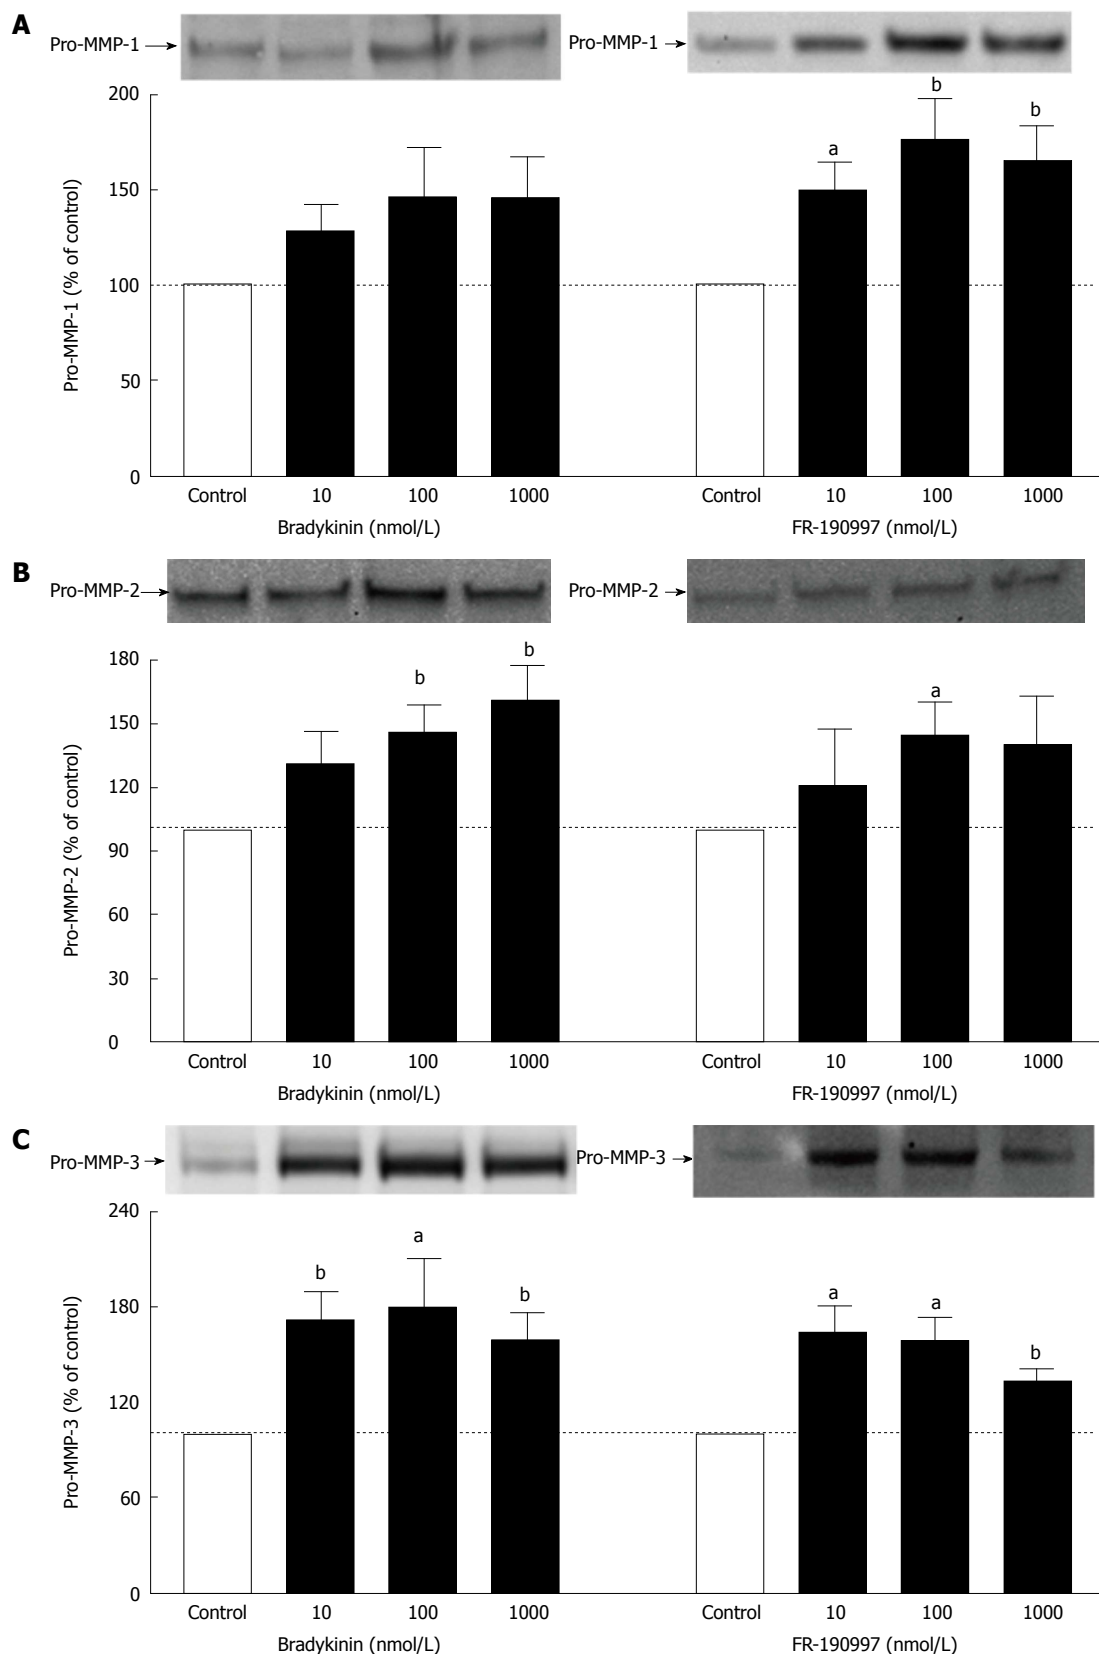 A
Pro-MMP-1
Pro-MMP-1
Pro-MMP-1 (% of control)
200
150
100
50
0
a
b
b
Control 10 100 1000 Control 10 100 1000
Bradykinin (nmol/L) FR-190997 (nmol/L)
B
Pro-MMP-2
Pro-MMP-2
Pro-MMP-2 (% of control)
180
150
120
90
60
30
0
b
b
a
Control 10 100 1000 Control 10 100 1000
Bradykinin (nmol/L) FR-190997 (nmol/L)
C
Pro-MMP-3
Pro-MMP-3
Pro-MMP-3 (% of control)
240
180
120
60
0
b
a
b
a
a
b
Control 10 100 1000 Control 10 100 1000
Bradykinin (nmol/L) FR-190997 (nmol/L)